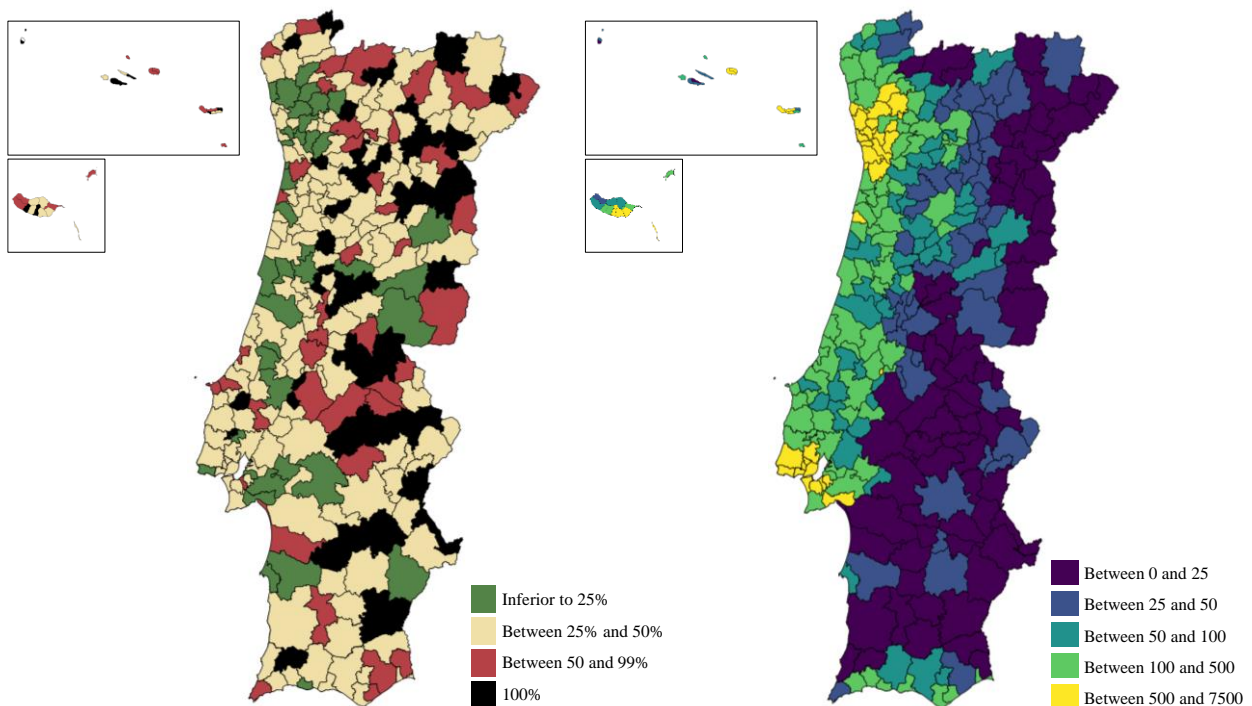 Inferior to 25%
Between 25% and 50%
Between 50 and 99%
100%
Between 0 and 25
Between 25 and 50
Between 50 and 100
Between 100 and 500
Between 500 and 7500